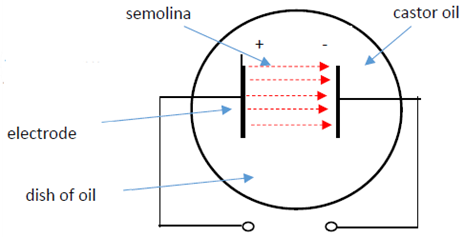 semolina
castor oil
+ -
electrode
dish of oil